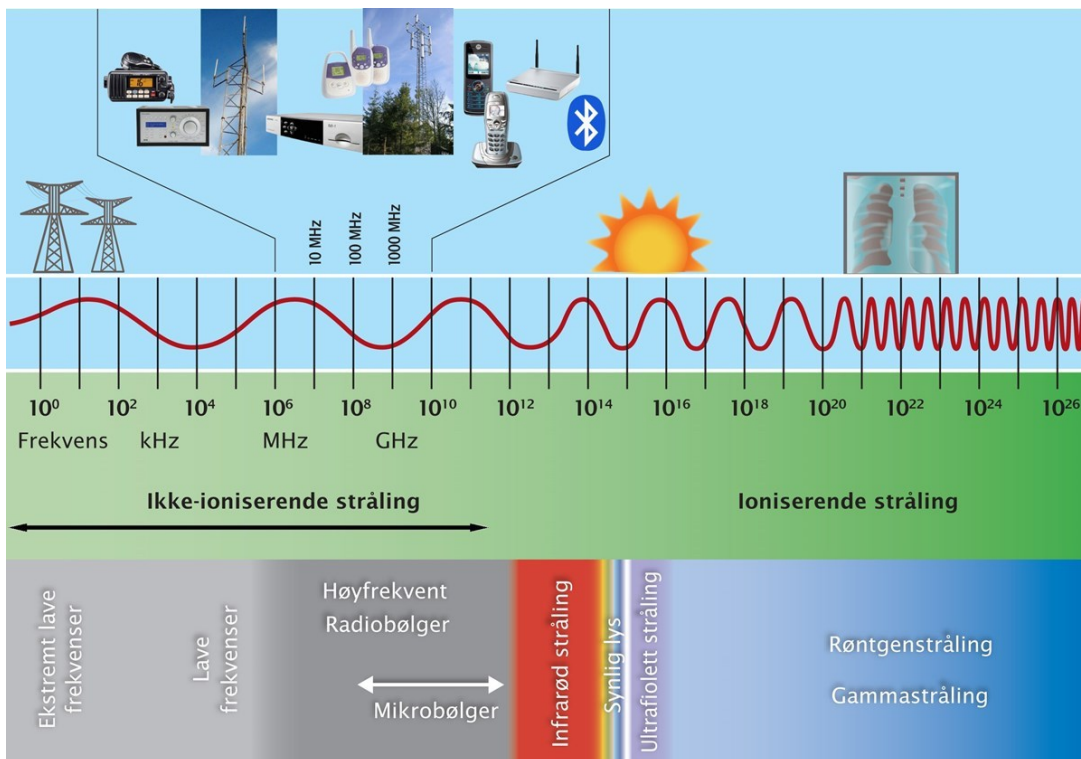 10 MHz
100 MHz
1000 MHz
10⁰ 10² 10⁴ 10⁶ 10⁸ 10¹⁰ 10¹² 10¹⁴ 10¹⁶ 10¹⁸ 10²⁰ 10²² 10²⁴ 10²⁶
Frekvens kHz MHz GHz
Ikke-ioniserende stråling
Ioniserende stråling
Ekstremt lave
frekvenser
Lave
frekvenser
Høyfrekvent
Radiobølger
Mikrobølger
Infrarød stråling
Synlig lys
Ultrafiolett stråling
Røntgenstråling
Gammastråling